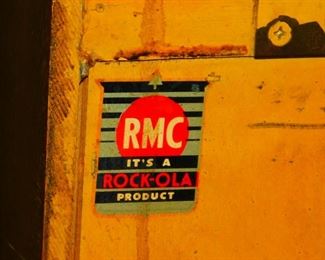 RMC
IT'S A
ROCK-OLA
PRODUCT